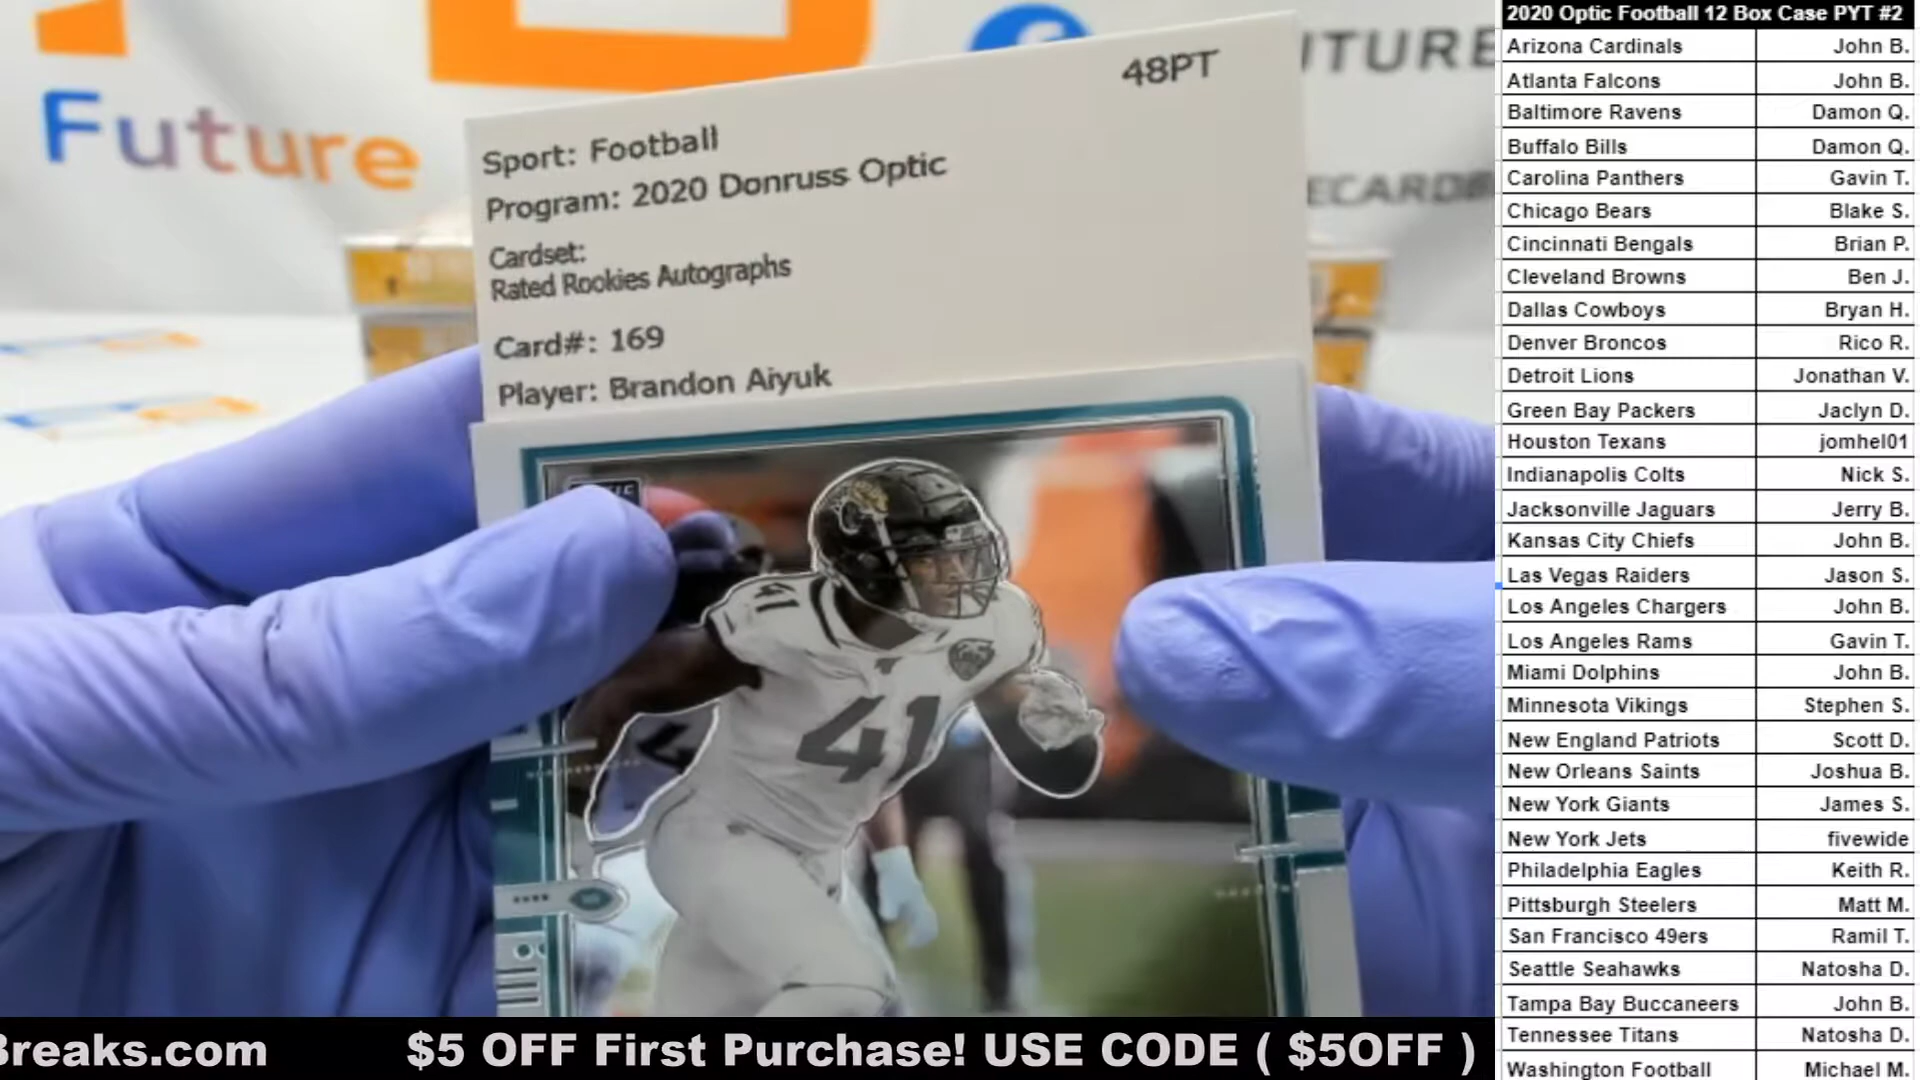 Future
TURE
ECARDB
48PT
Sport: Football
Program: 2020 Donruss Optic
Cardset:
Rated Rookies Autographs
Card#: 169
Player: Brandon Aiyuk
41
41
Breaks.com
$5 OFF First Purchase! USE CODE ( $5OFF )
2020 Optic Football 12 Box Case PYT #2
Arizona Cardinals John B.
Atlanta Falcons John B.
Baltimore Ravens Damon Q.
Buffalo Bills Damon Q.
Carolina Panthers Gavin T.
Chicago Bears Blake S.
Cincinnati Bengals Brian P.
Cleveland Browns Ben J.
Dallas Cowboys Bryan H.
Denver Broncos Rico R.
Detroit Lions Jonathan V.
Green Bay Packers Jaclyn D.
Houston Texans jomhel01
Indianapolis Colts Nick S.
Jacksonville Jaguars Jerry B.
Kansas City Chiefs John B.
Las Vegas Raiders Jason S.
Los Angeles Chargers John B.
Los Angeles Rams Gavin T.
Miami Dolphins John B.
Minnesota Vikings Stephen S.
New England Patriots Scott D.
New Orleans Saints Joshua B.
New York Giants James S.
New York Jets fivewide
Philadelphia Eagles Keith R.
Pittsburgh Steelers Matt M.
San Francisco 49ers Ramil T.
Seattle Seahawks Natosha D.
Tampa Bay Buccaneers John B.
Tennessee Titans Natosha D.
Washington Football Michael M.